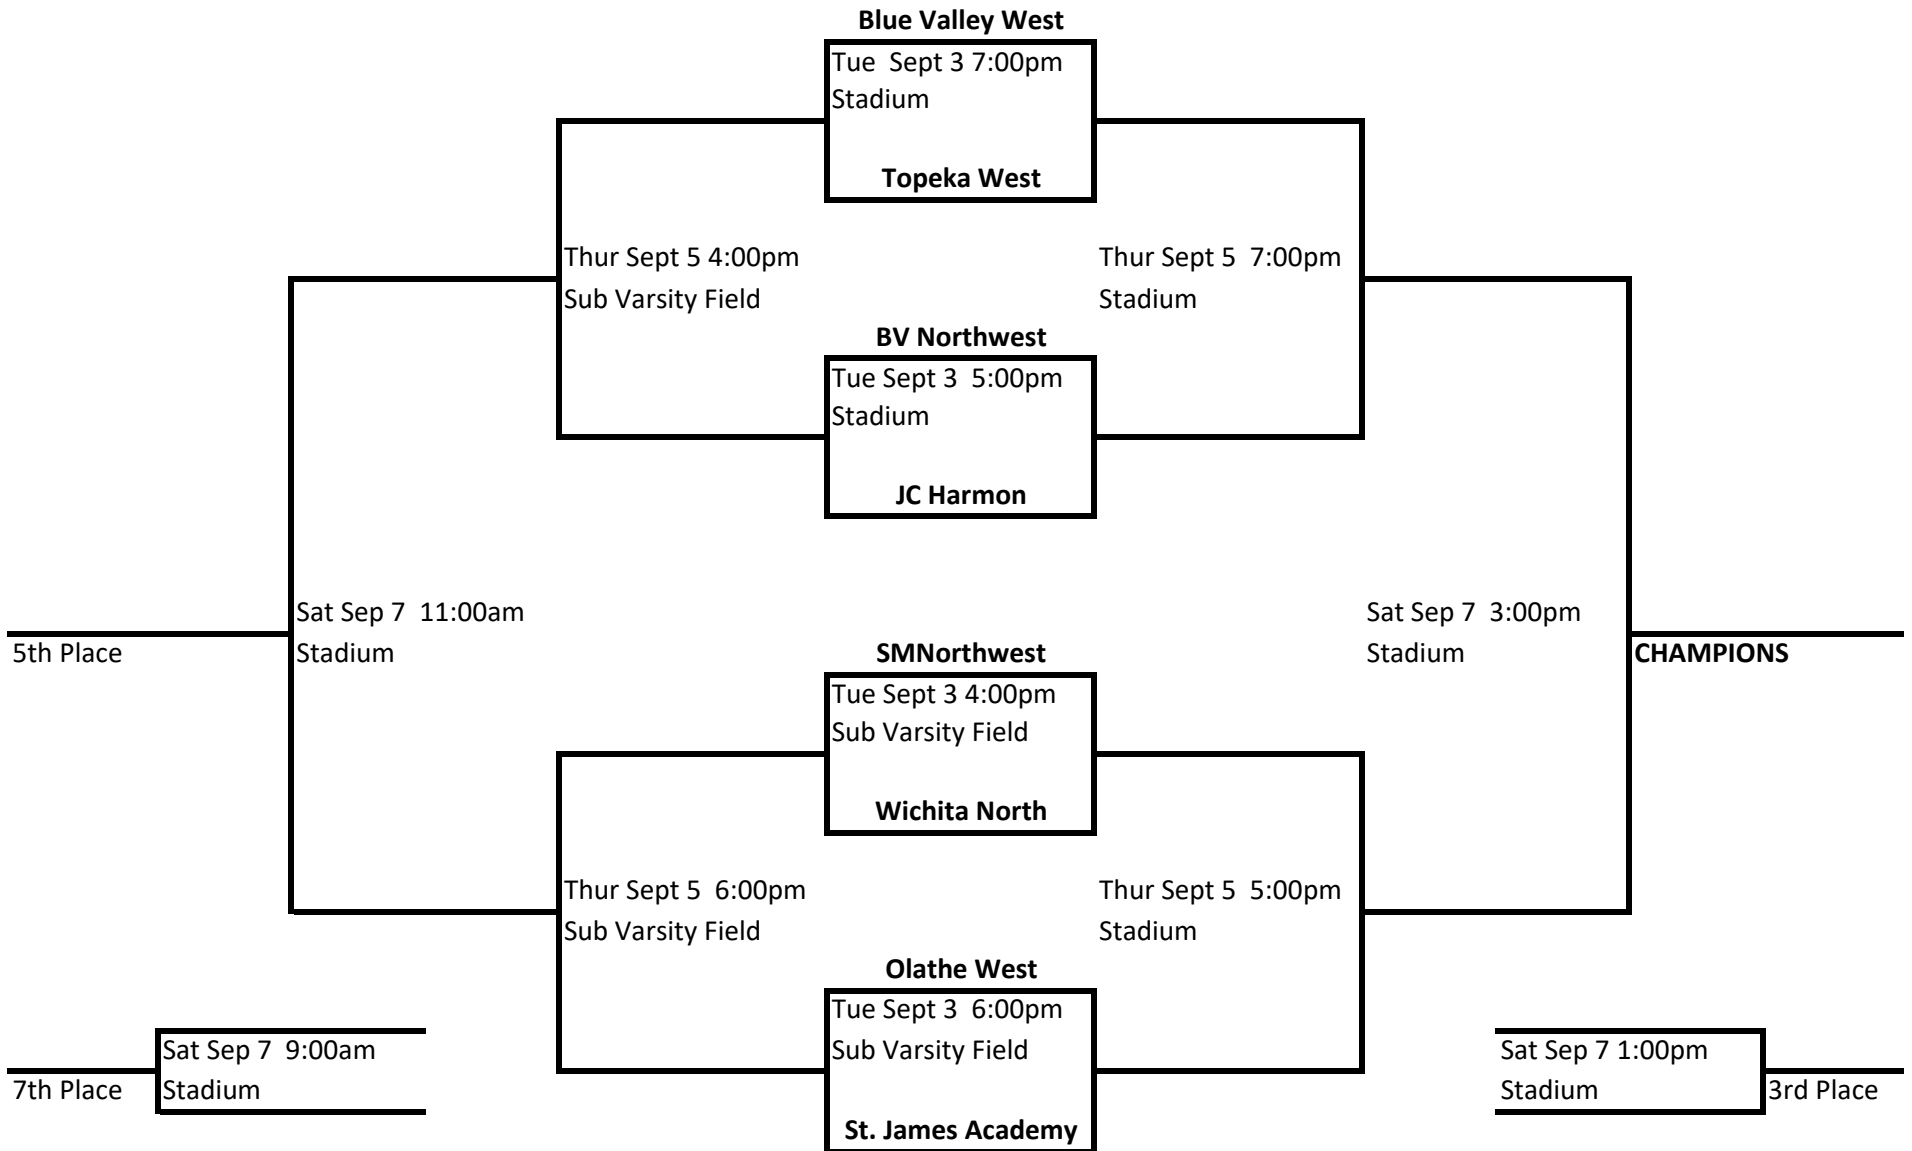 Blue Valley West
Tue  Sept 3 7:00pm
Stadium
Topeka West
Thur Sept 5 4:00pm
Sub Varsity Field
Thur Sept 5  7:00pm
Stadium
BV Northwest
Tue Sept 3  5:00pm
Stadium
JC Harmon
5th Place
Sat Sep 7  11:00am
Stadium
Sat Sep 7  3:00pm
Stadium
CHAMPIONS
SMNorthwest
Tue Sept 3 4:00pm
Sub Varsity Field
Wichita North
Thur Sept 5  6:00pm
Sub Varsity Field
Thur Sept 5  5:00pm
Stadium
Olathe West
Tue Sept 3  6:00pm
Sub Varsity Field
St. James Academy
7th Place
Sat Sep 7  9:00am
Stadium
Sat Sep 7 1:00pm
Stadium
3rd Place